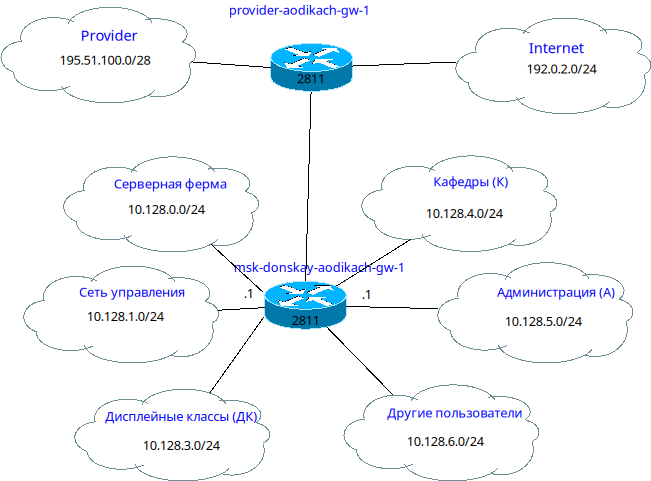 provider-aodikach-gw-1
Provider
195.51.100.0/28
2811
Internet
192.0.2.0/24
Серверная ферма
10.128.0.0/24
Кафедры (К)
10.128.4.0/24
msk-donskay-aodikach-gw-1
Сеть управления
10.128.1.0/24
.1
.1
2811
Администрация (А)
10.128.5.0/24
Дисплейные классы (ДК)
10.128.3.0/24
Другие пользователи
10.128.6.0/24